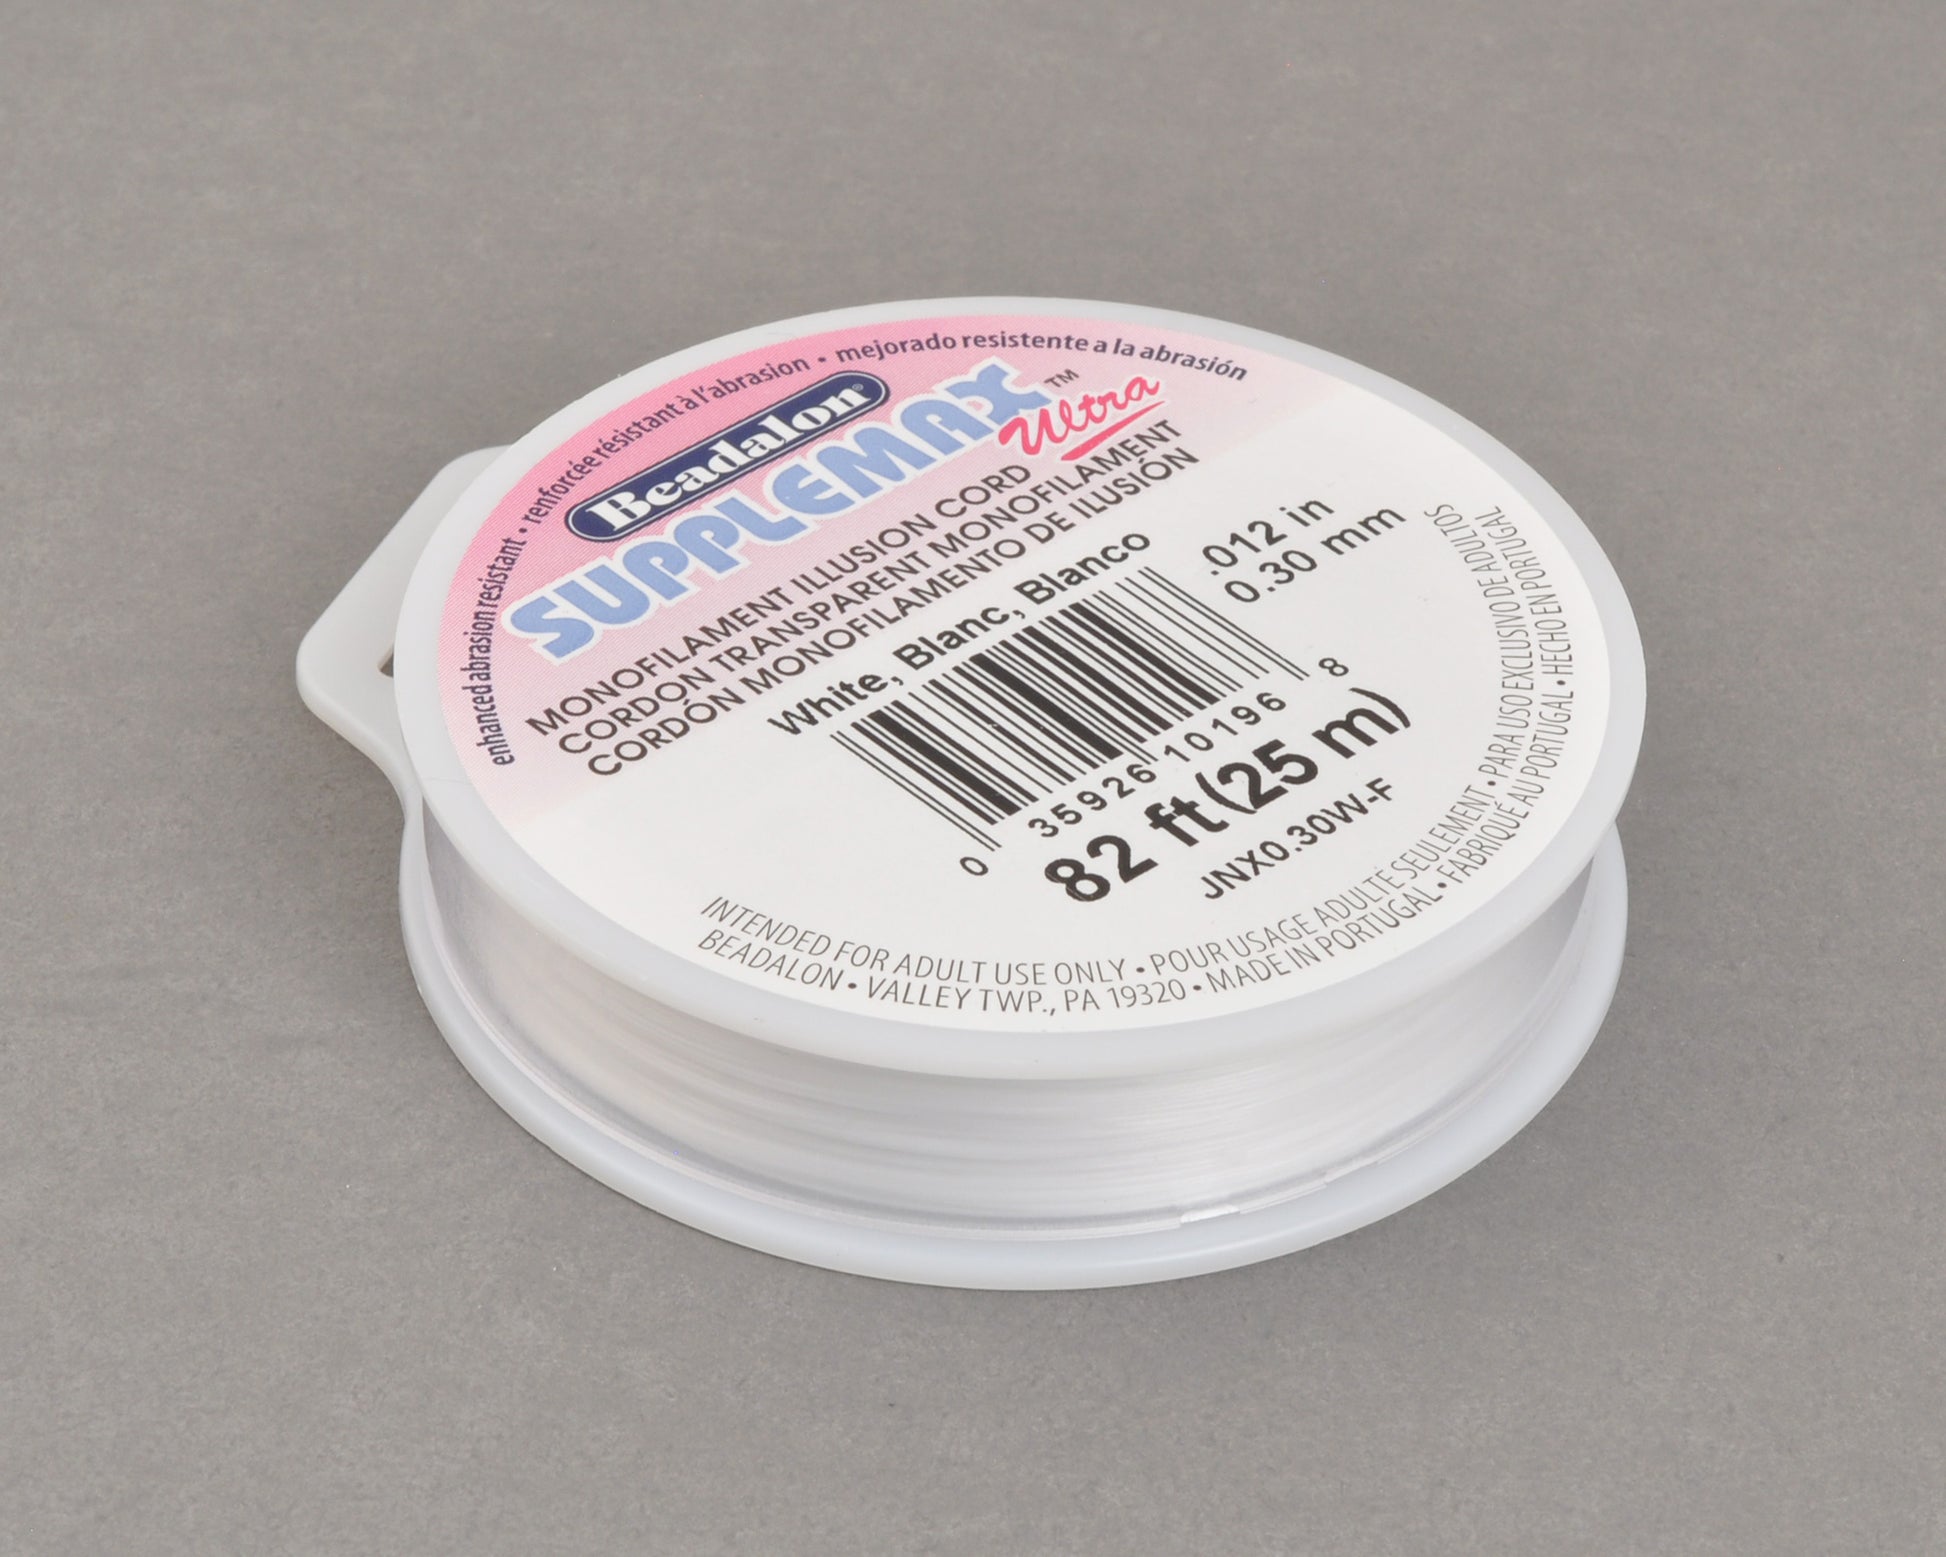 enhanced abrasion resistant • renforcée résistant à l'abrasion • mejorado resistente a la abrasión
Beadalon®
SUPPLEMAX™
Ultra
MONOFILAMENT ILLUSION CORD
CORDON TRANSPARENT MONOFILAMENT
CORDÓN MONOFILAMENTO DE ILUSIÓN
White, Blanc, Blanco
.012 in
0.30 mm
0 35926 10196 8
82 ft (25 m)
JNX0.30W-F
INTENDED FOR ADULT USE ONLY • POUR USAGE ADULTE SEULEMENT • PARA USO EXCLUSIVO DE ADULTOS
BEADALON • VALLEY TWP., PA 19320 • MADE IN PORTUGAL • FABRIQUÉ AU PORTUGAL • HECHO EN PORTUGAL